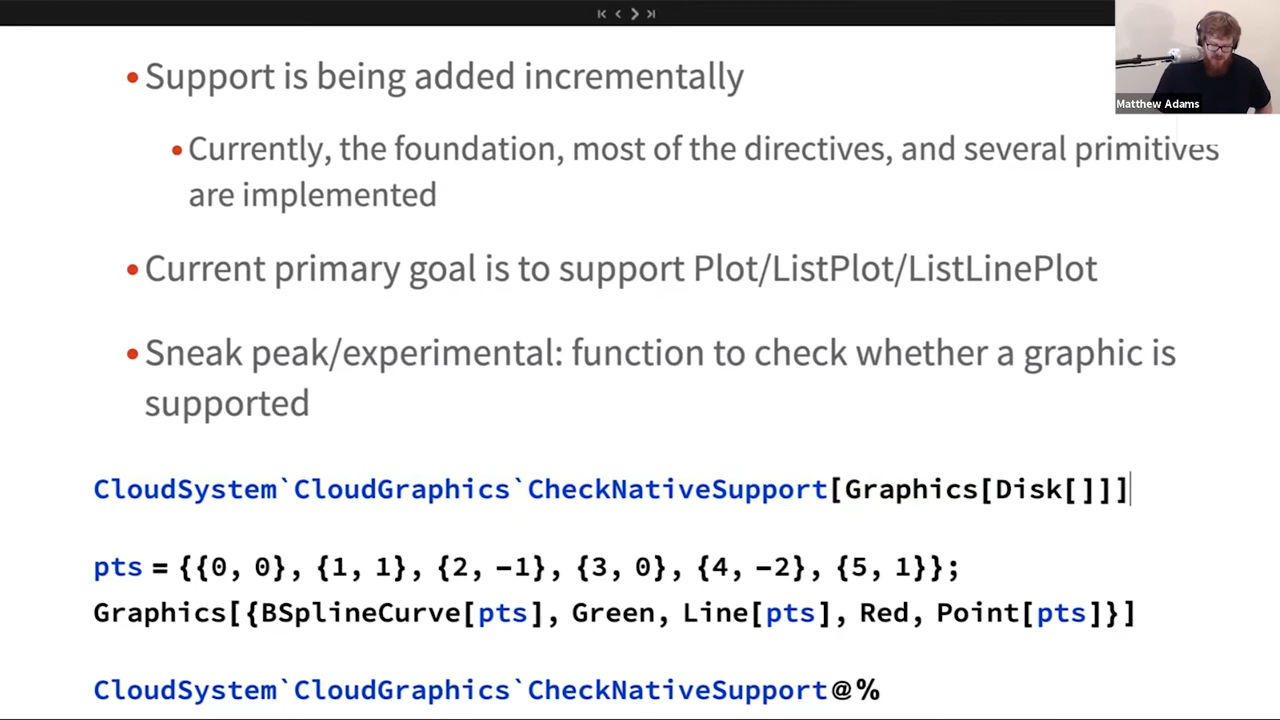 •Support is being added incrementally
•Currently, the foundation, most of the directives, and several primitives
are implemented
•Current primary goal is to support Plot/ListPlot/ListLinePlot
•Sneak peak/experimental: function to check whether a graphic is
supported
CloudSystem`CloudGraphics`CheckNativeSupport[Graphics[Disk[]]]
pts = {{0, 0}, {1, 1}, {2, -1}, {3, 0}, {4, -2}, {5, 1}};
Graphics[{BSplineCurve[pts], Green, Line[pts], Red, Point[pts]}]
CloudSystem`CloudGraphics`CheckNativeSupport@%
Matthew Adams